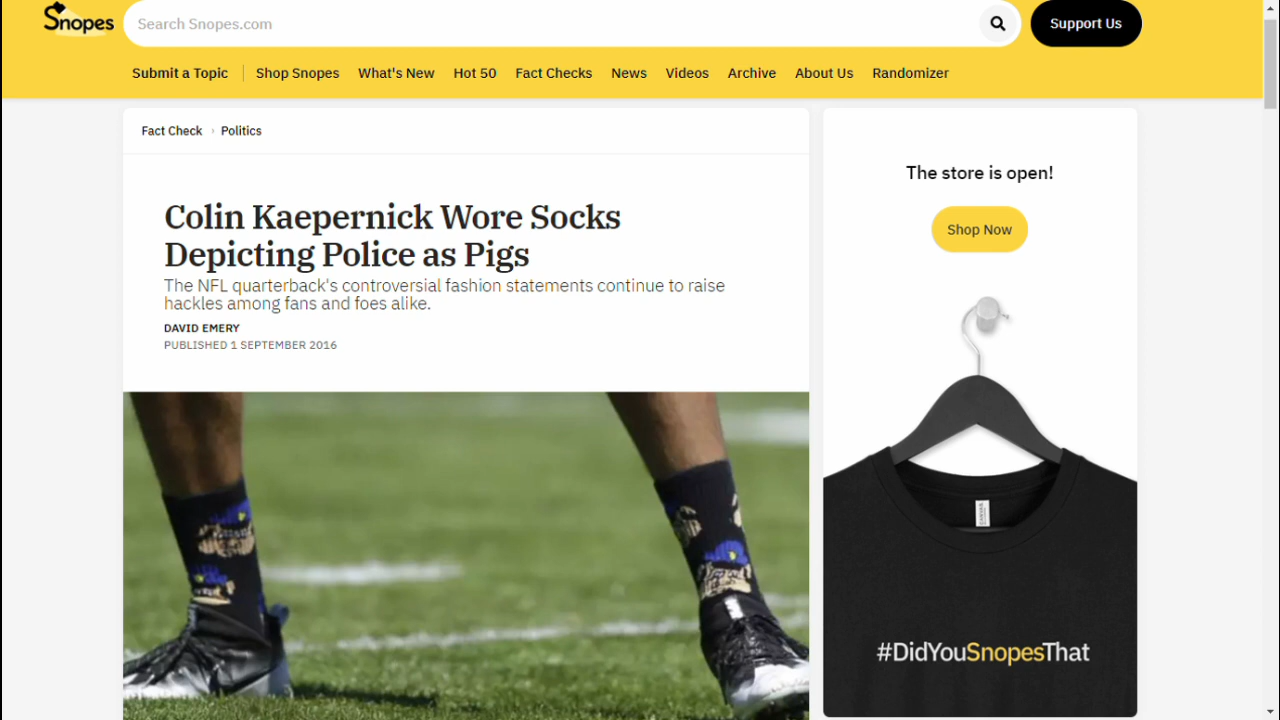 Snopes
Search Snopes.com
Support Us
Submit a Topic
Shop Snopes
What's New
Hot 50
Fact Checks
News
Videos
Archive
About Us
Randomizer
Fact Check › Politics
Colin Kaepernick Wore Socks
Depicting Police as Pigs
The NFL quarterback's controversial fashion statements continue to raise
hackles among fans and foes alike.
DAVID EMERY
PUBLISHED 1 SEPTEMBER 2016
The store is open!
Shop Now
#DidYouSnopesThat